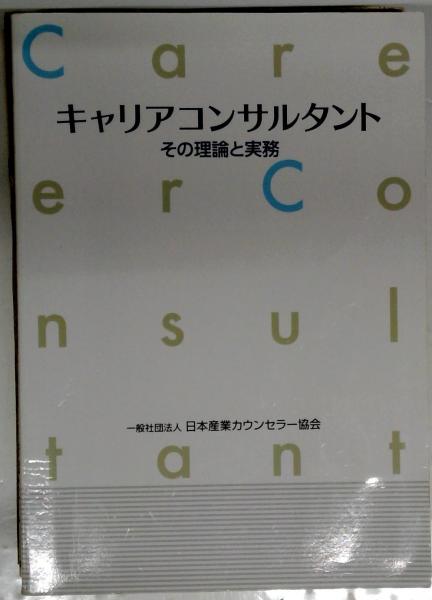 C a r e
キャリアコンサルタント
その理論と実務
e r C o
n s u l
一般社団法人 日本産業カウンセラー協会
t a n t